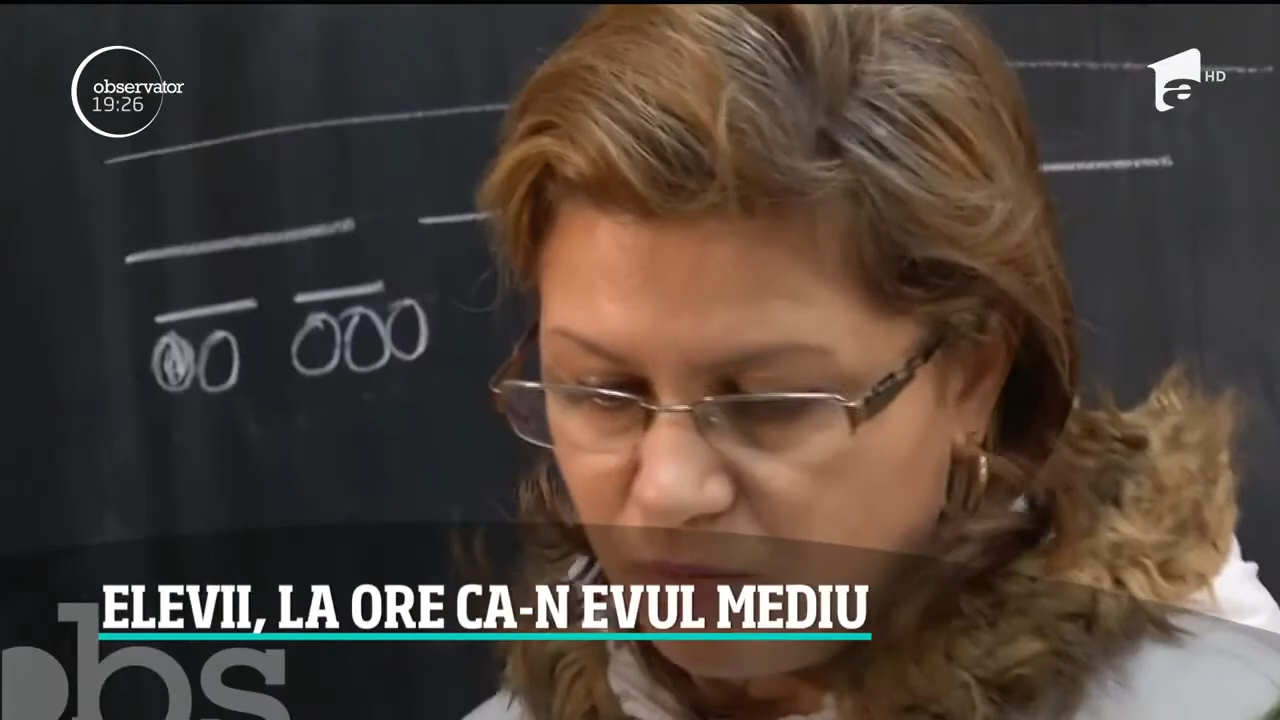 observator
19:26
HD
ELEVII, LA ORE CA-N EVUL MEDIU
obs